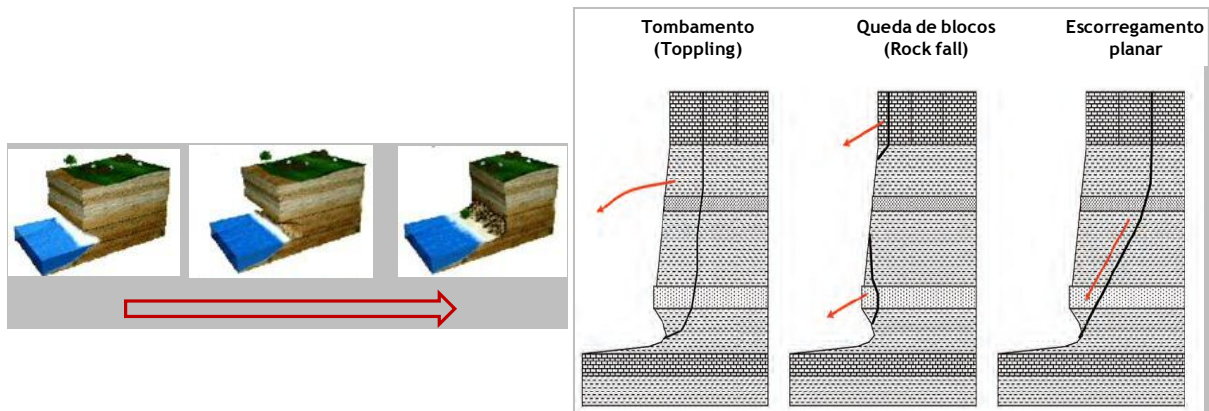 Tombamento
(Toppling)
Queda de blocos
(Rock fall)
Escorregamento
planar